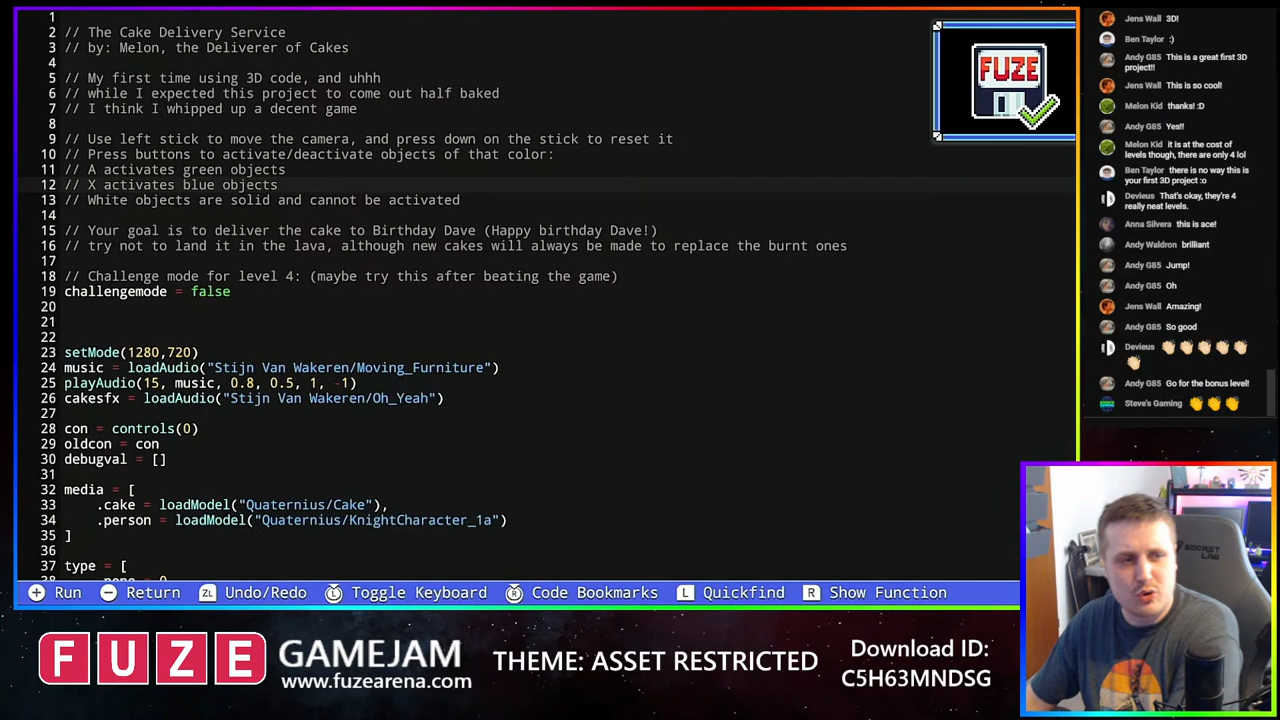 1
2 // The Cake Delivery Service
3 // by: Melon, the Deliverer of Cakes
4
5 // My first time using 3D code, and uhhh
6 // while I expected this project to come out half baked
7 // I think I whipped up a decent game
8
9 // Use left stick to move the camera, and press down on the stick to reset it
10 // Press buttons to activate/deactivate objects of that color:
11 // A activates green objects
12 // X activates blue objects
13 // White objects are solid and cannot be activated
14
15 // Your goal is to deliver the cake to Birthday Dave (Happy birthday Dave!)
16 // try not to land it in the lava, although new cakes will always be made to replace the burnt ones
17
18 // Challenge mode for level 4: (maybe try this after beating the game)
19 challengemode = false
20
21
22
23 setMode(1280,720)
24 music = loadAudio("Stijn Van Wakeren/Moving_Furniture")
25 playAudio(15, music, 0.8, 0.5, 1, -1)
26 cakesfx = loadAudio("Stijn Van Wakeren/Oh_Yeah")
27
28 con = controls(0)
29 oldcon = con
30 debugval = []
31
32 media = [
33 .cake = loadModel("Quaternius/Cake"),
34 .person = loadModel("Quaternius/KnightCharacter_1a")
35 ]
36
37 type = [
38 .none = 0
FUZE
+ Run - Return ZL Undo/Redo L Toggle Keyboard R Code Bookmarks L Quickfind R Show Function
Jens Wall 3D!
Ben Taylor :)
Andy G85 This is a great first 3D
project!!
Jens Wall This is so cool!
Melon Kid thanks! :D
Andy G85 Yes!!
Melon Kid it is at the cost of
levels though, there are only 4 lol
Ben Taylor there is no way this is
your first 3D project :o
Devieus That's okay, they're 4
really neat levels.
Anna Silvera this is ace!
Andy Waldron brilliant
Andy G85 Jump!
Andy G85 Oh
Jens Wall Amazing!
Andy G85 So good
Devieus 👏🏻👏🏻👏🏻👏🏻👏🏻
👏🏻
Andy G85 Go for the bonus level!
Steve's Gaming 👏👏👏
SECRET LAB
FUZE GAMEJAM
www.fuzearena.com
THEME: ASSET RESTRICTED
Download ID:
C5H63MNDSG